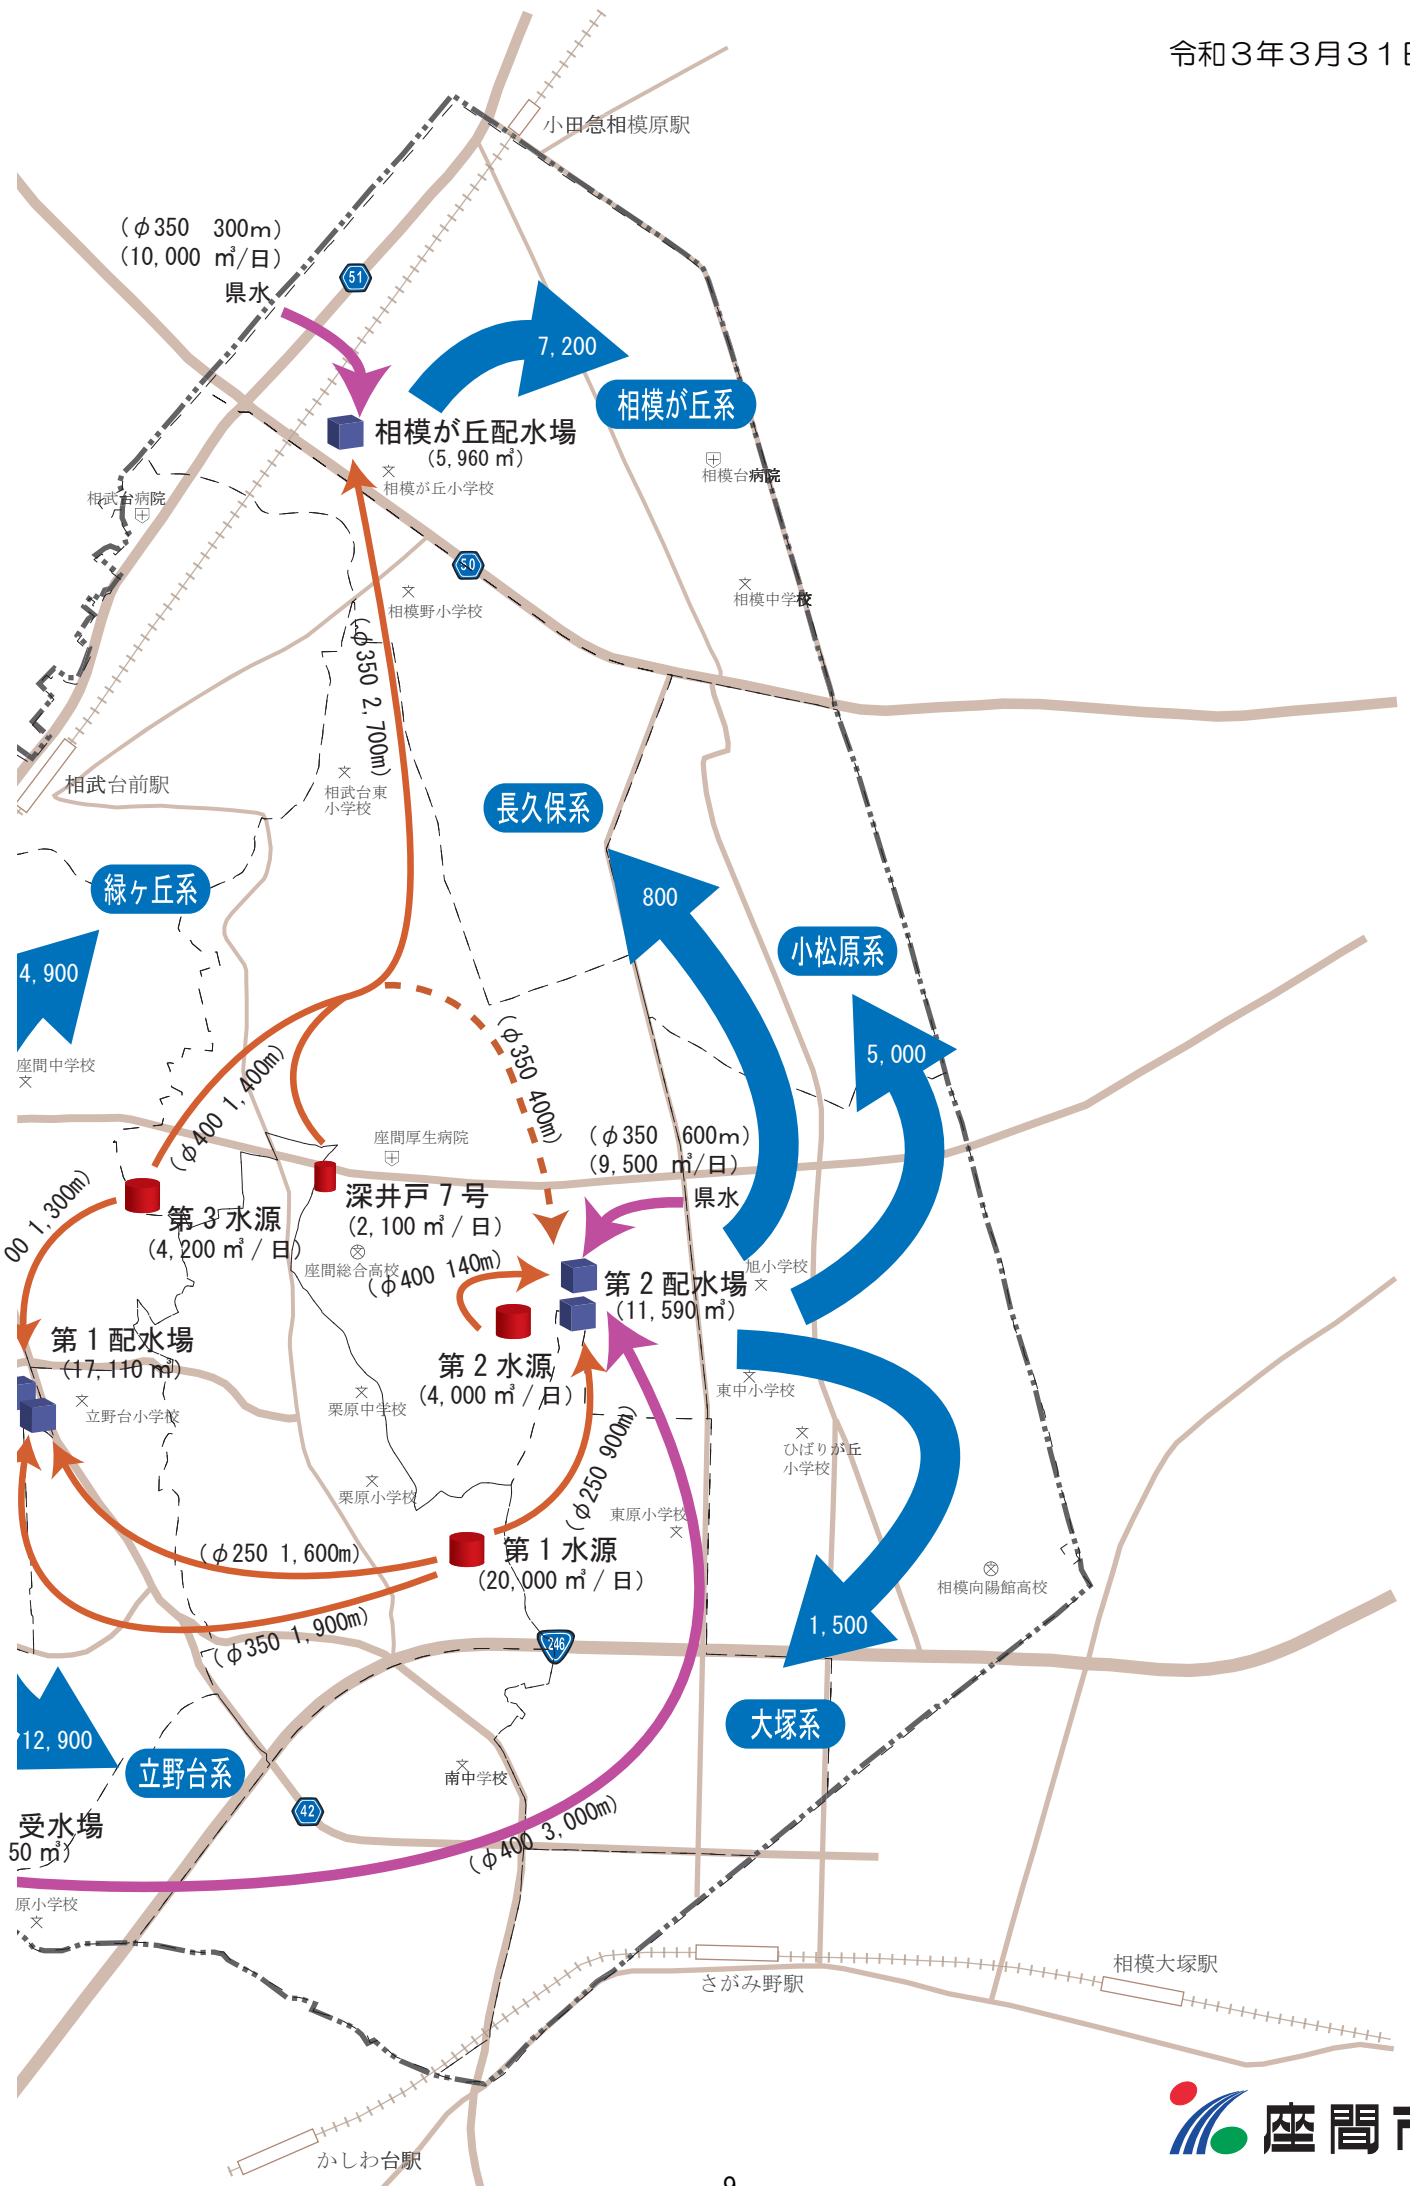 令和３年３月３１日
小田急相模原駅
(φ350 300m)
(10,000 ㎥/日)
51
県水
7,200
相模が丘系
相模が丘配水場
(5,960 ㎥)
相模が丘小学校
相模台病院
相武台病院
50
相模野小学校
相模中学校
(φ350 2,700m)
相武台前駅
相武台東
小学校
長久保系
緑ヶ丘系
800
小松原系
4,900
座間中学校
5,000
(φ350 400m)
(φ400 1,400m)
座間厚生病院
(φ350 600m)
(9,500 ㎥/日)
県水
深井戸７号
(2,100 ㎥/日)
第３水源
(4,200 ㎥/日)
00 1,300m)
座間総合高校
(φ400 140m)
旭小学校
第２配水場
(11,590 ㎥)
第１配水場
(17,110 ㎥)
第２水源
(4,000 ㎥/日)
東中小学校
立野台小学校
栗原中学校
ひばりが丘
小学校
(φ250 900m)
栗原小学校
東原小学校
(φ250 1,600m)
第１水源
(20,000 ㎥/日)
相模向陽館高校
(φ350 1,900m)
246
1,500
大塚系
12,900
立野台系
南中学校
42
受水場
50 ㎥)
(φ400 3,000m)
原小学校
相模大塚駅
さがみ野駅
かしわ台駅
座間市
9